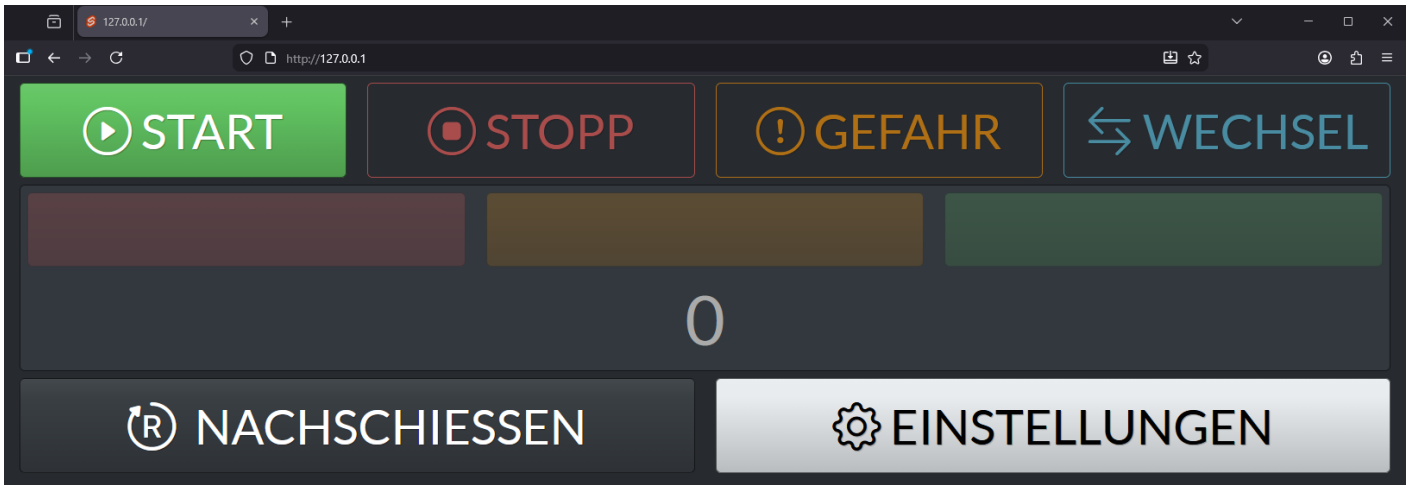 127.0.0.1/
http://127.0.0.1
START STOPP GEFAHR WECHSEL
0
R NACHSCHIESSEN EINSTELLUNGEN